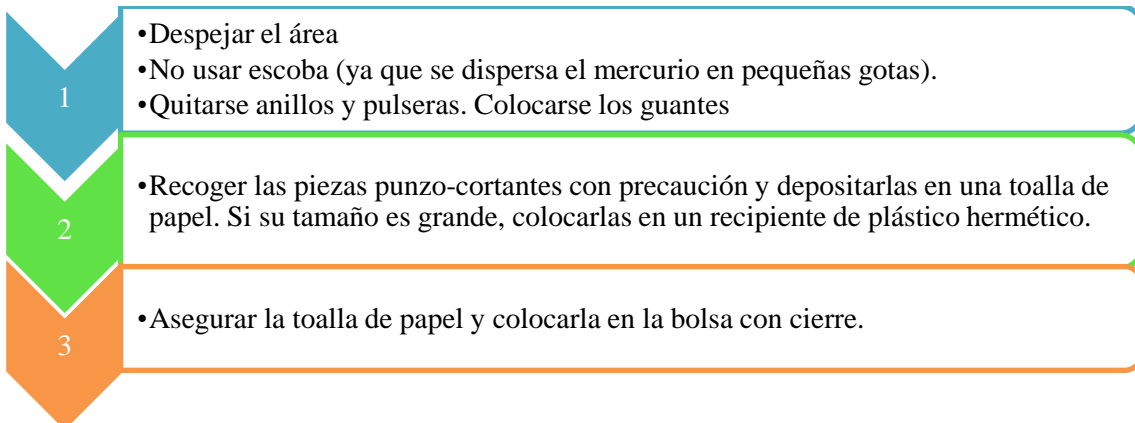 1
•Despejar el área
•No usar escoba (ya que se dispersa el mercurio en pequeñas gotas).
•Quitarse anillos y pulseras. Colocarse los guantes
2
•Recoger las piezas punzo-cortantes con precaución y depositarlas en una toalla de
papel. Si su tamaño es grande, colocarlas en un recipiente de plástico hermético.
3
•Asegurar la toalla de papel y colocarla en la bolsa con cierre.